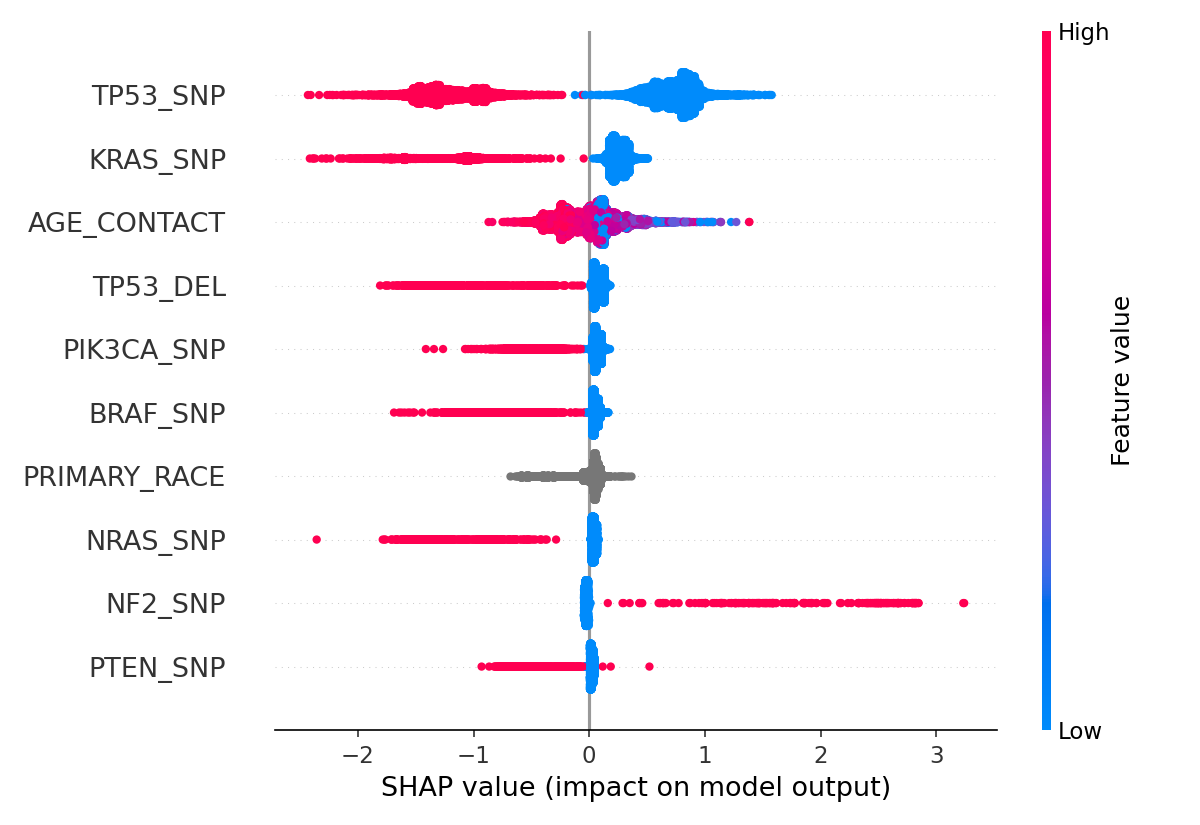 High
TP53_SNP
KRAS_SNP
AGE_CONTACT
TP53_DEL
PIK3CA_SNP
BRAF_SNP
PRIMARY_RACE
NRAS_SNP
NF2_SNP
PTEN_SNP
Feature value
Low
−2 −1 0 1 2 3
SHAP value (impact on model output)